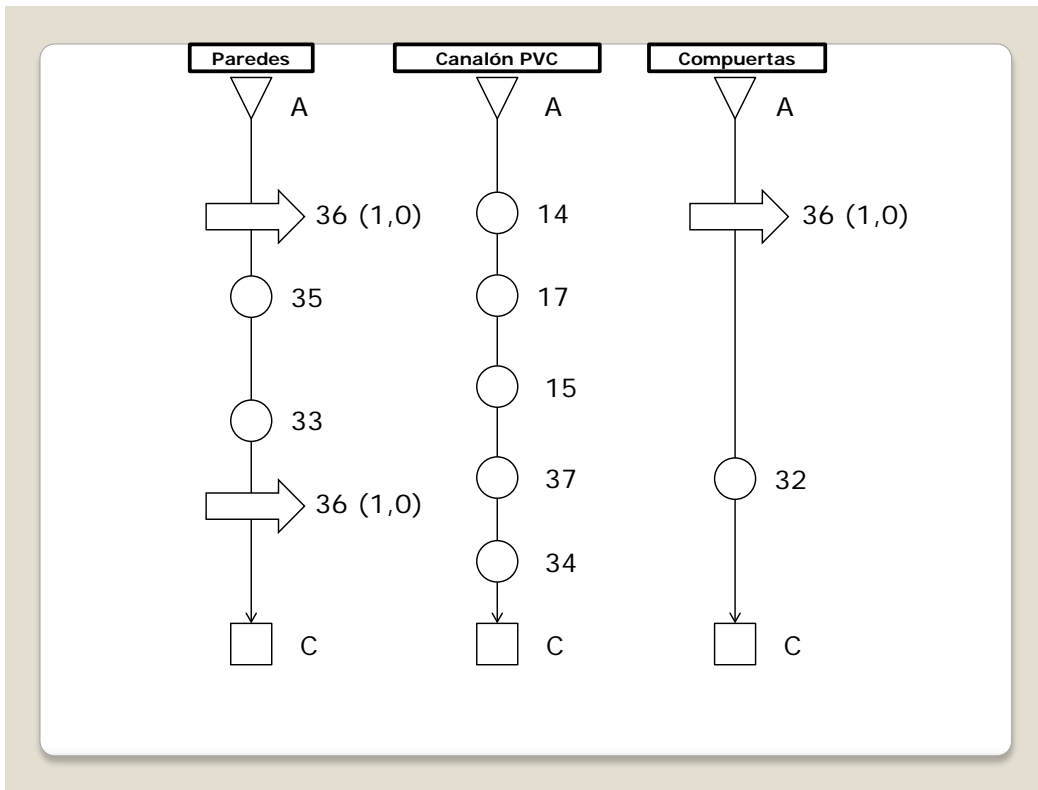 Paredes
Canalón PVC
Compuertas
A
A
A
36 (1,0)
14
36 (1,0)
35
17
15
33
37
32
36 (1,0)
34
C
C
C